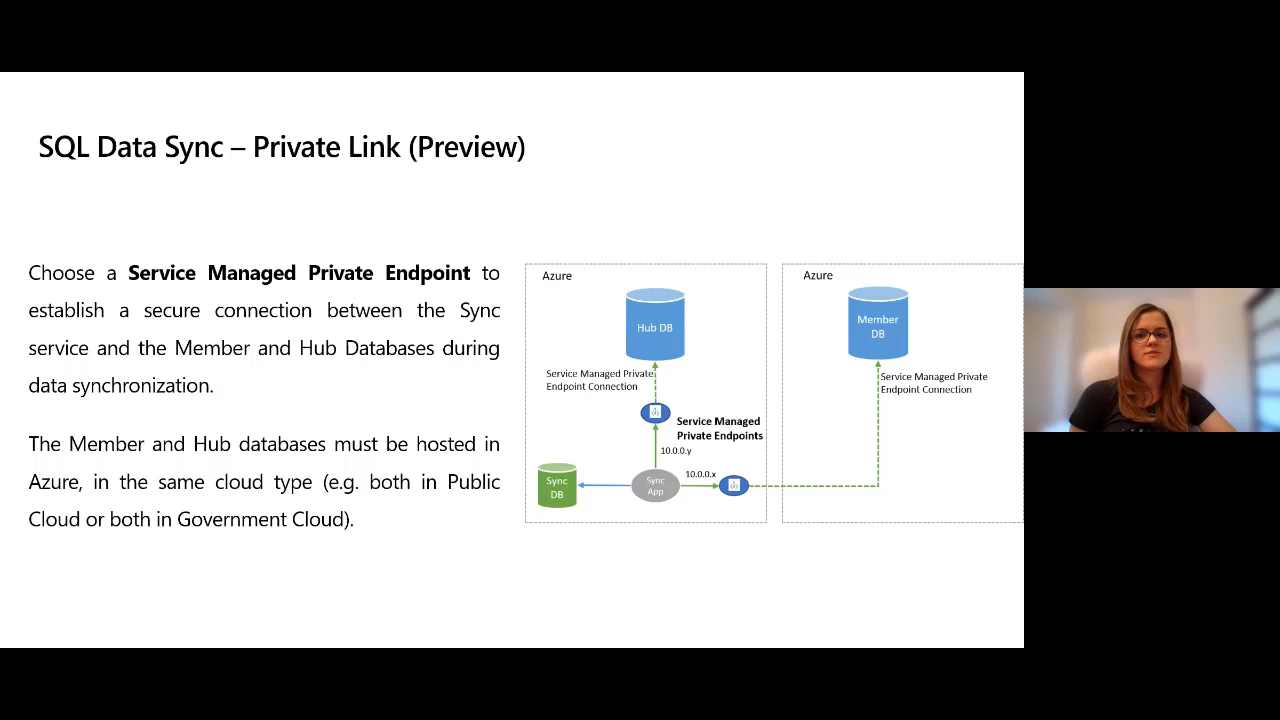 SQL Data Sync – Private Link (Preview)
Choose a Service Managed Private Endpoint to
establish a secure connection between the Sync
service and the Member and Hub Databases during
data synchronization.
The Member and Hub databases must be hosted in
Azure, in the same cloud type (e.g. both in Public
Cloud or both in Government Cloud).
Azure
Hub DB
Service Managed Private
Endpoint Connection
Service Managed
Private Endpoints
10.0.0.y
10.0.0.x
Sync
DB
Sync
App
Azure
Member
DB
Service Managed Private
Endpoint Connection